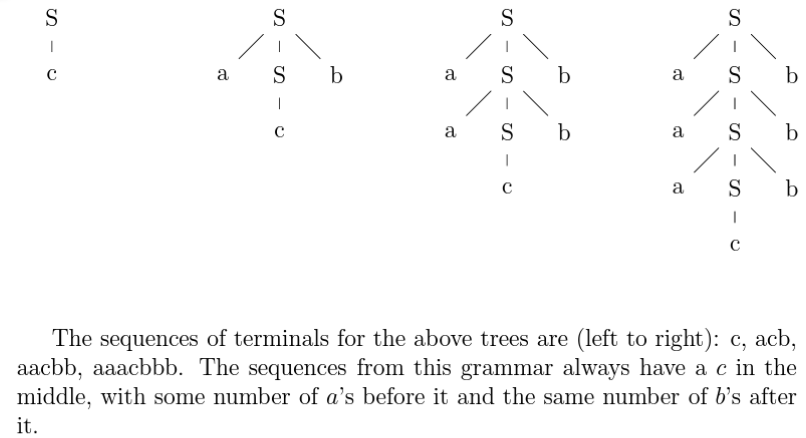 S S S S
c a S b a S b a S b
c a S b a S b
c a S b
c
The sequences of terminals for the above trees are (left to right): c, acb,
aacbb, aaacbbb. The sequences from this grammar always have a c in the
middle, with some number of a's before it and the same number of b's after
it.